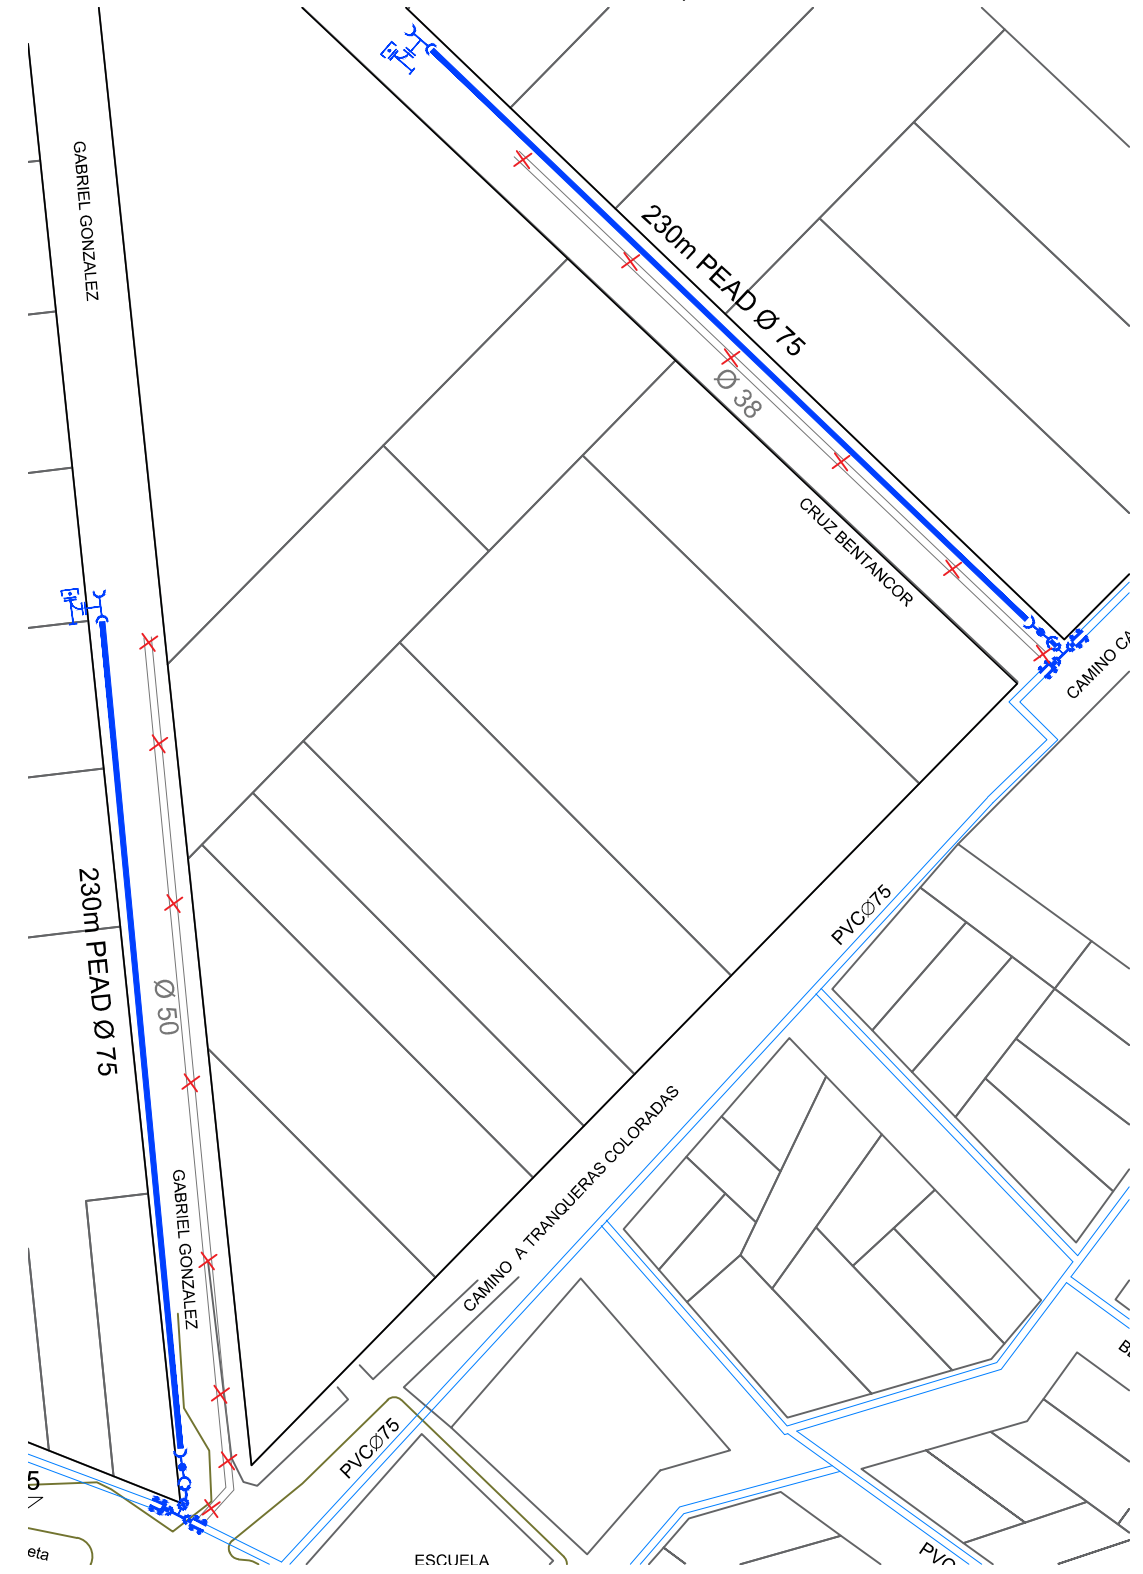 GABRIEL GONZALEZ
230m PEAD Ø 75
Ø 38
CRUZ BENTANCOR
CAMINO CA
PVCØ75
230m PEAD Ø 75
Ø 50
CAMINO A TRANQUERAS COLORADAS
GABRIEL GONZALEZ
PVCØ75
5
eta
ESCUELA
PVC